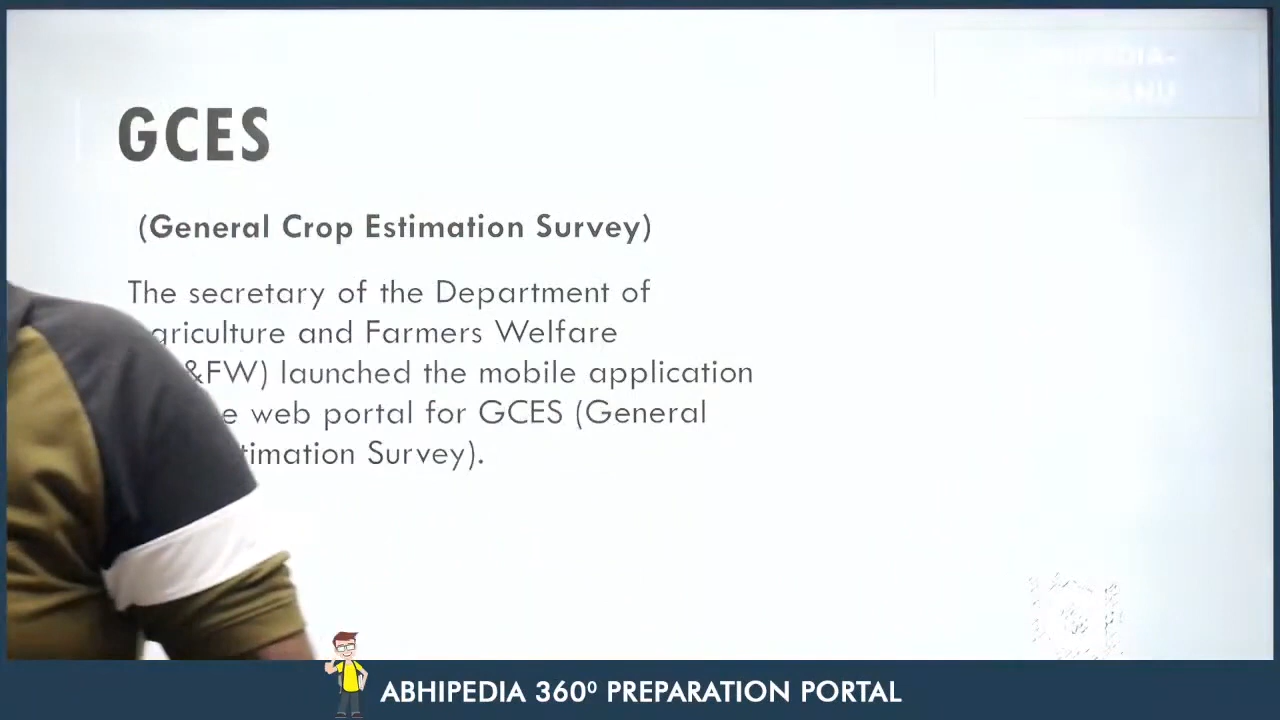 GCES
(General Crop Estimation Survey)
The secretary of the Department of
griculture and Farmers Welfare
&FW) launched the mobile application
e web portal for GCES (General
timation Survey).
ABHIPEDIA 360⁰ PREPARATION PORTAL